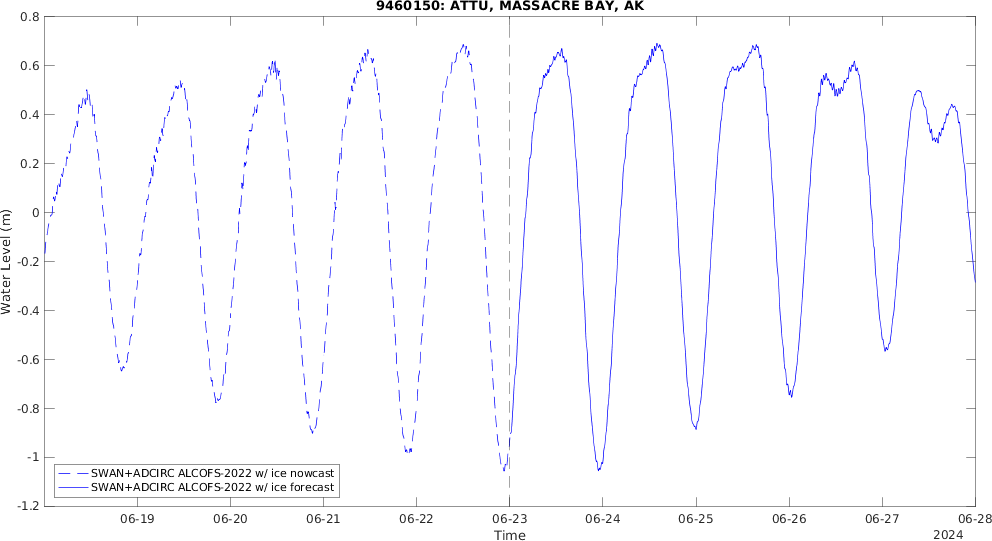 9460150: ATTU, MASSACRE BAY, AK
0.8
0.6
0.4
0.2
0
-0.2
-0.4
-0.6
-0.8
-1
-1.2
Water Level (m)
SWAN+ADCIRC ALCOFS-2022 w/ ice nowcast
SWAN+ADCIRC ALCOFS-2022 w/ ice forecast
06-19 06-20 06-21 06-22 06-23 06-24 06-25 06-26 06-27 06-28
Time
2024